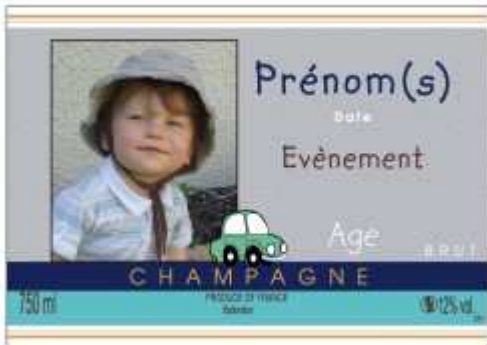 Prénom(s)
Date
Evènement
Age
BRUT
CHAMPAGNE
750 ml
PRODUCE OF FRANCE
12% vol.